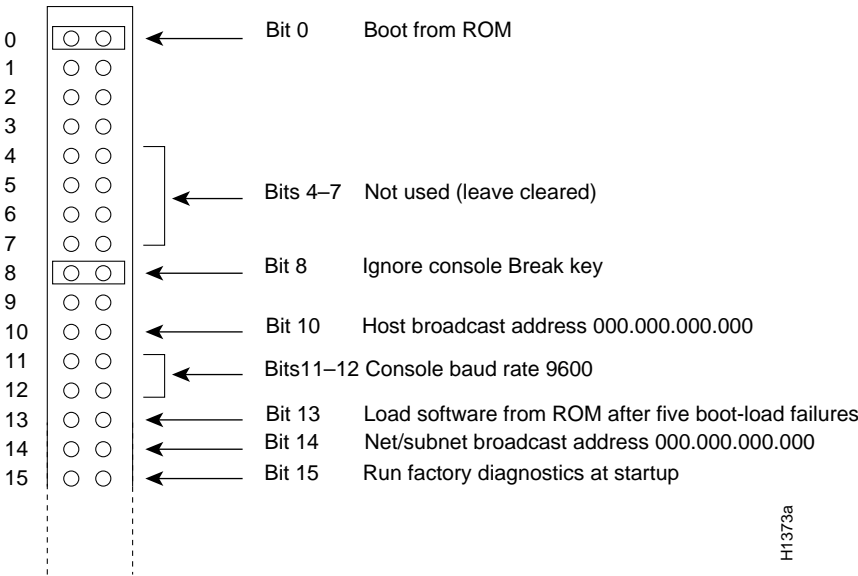 0 Bit 0 Boot from ROM
1
2
3
4
5 Bits 4–7 Not used (leave cleared)
6
7
8 Bit 8 Ignore console Break key
9
10 Bit 10 Host broadcast address 000.000.000.000
11 Bits11–12 Console baud rate 9600
12
13 Bit 13 Load software from ROM after five boot-load failures
14 Bit 14 Net/subnet broadcast address 000.000.000.000
15 Bit 15 Run factory diagnostics at startup
H1373a